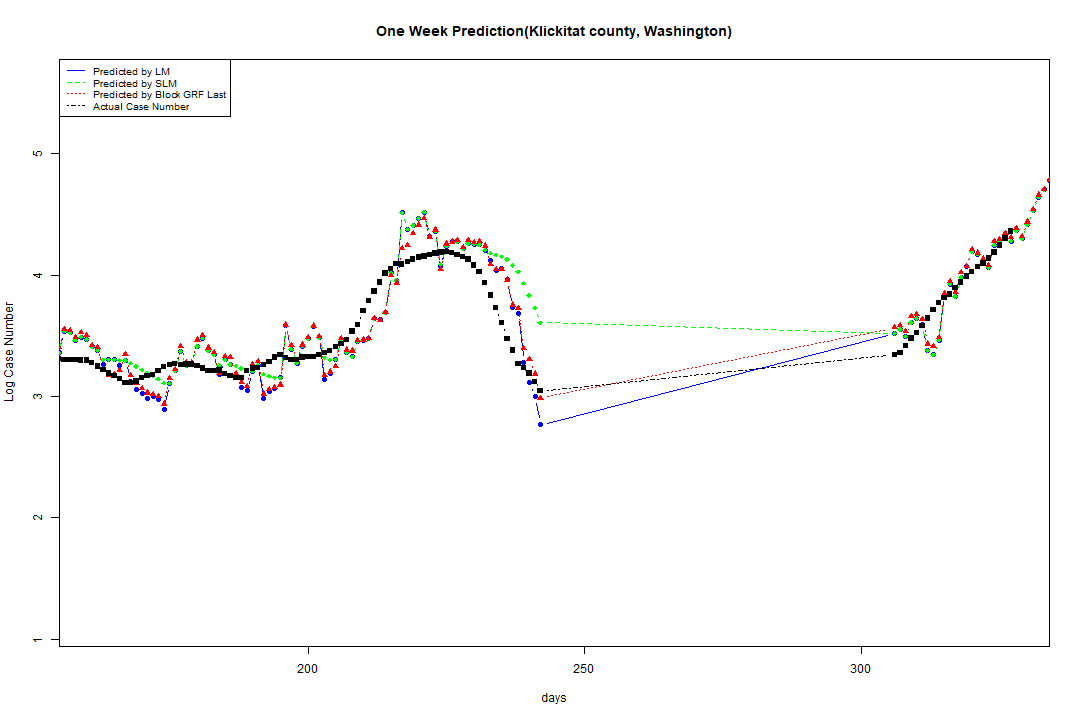 One Week Prediction(Klickitat county, Washington)
Predicted by LM
Predicted by SLM
Predicted by Block GRF Last
Actual Case Number
5
4
3
2
1
Log Case Number
200
250
300
days